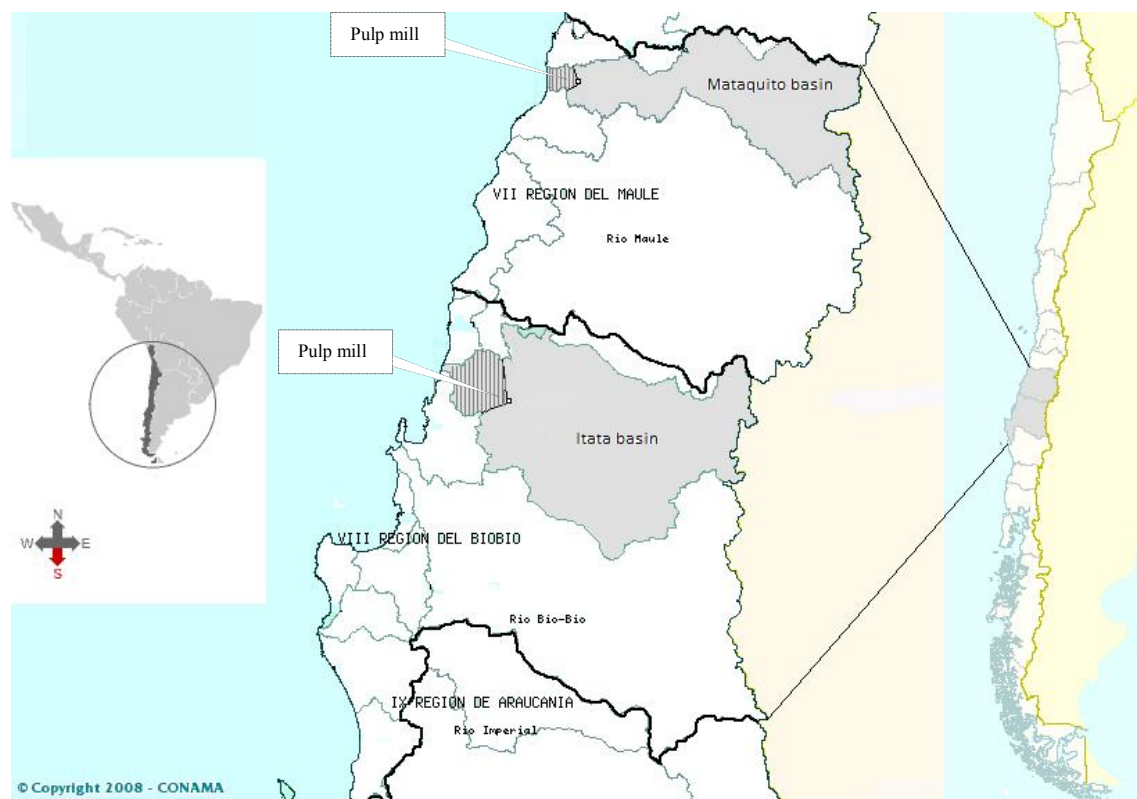 Pulp mill
Mataquito basin
VII REGION DEL MAULE
Rio Maule
Pulp mill
Itata basin
N
W E
S
VIII REGION DEL BIOBIO
Rio Bio-Bio
IX REGION DE ARAUCANIA
Rio Imperial
© Copyright 2008 - CONAMA